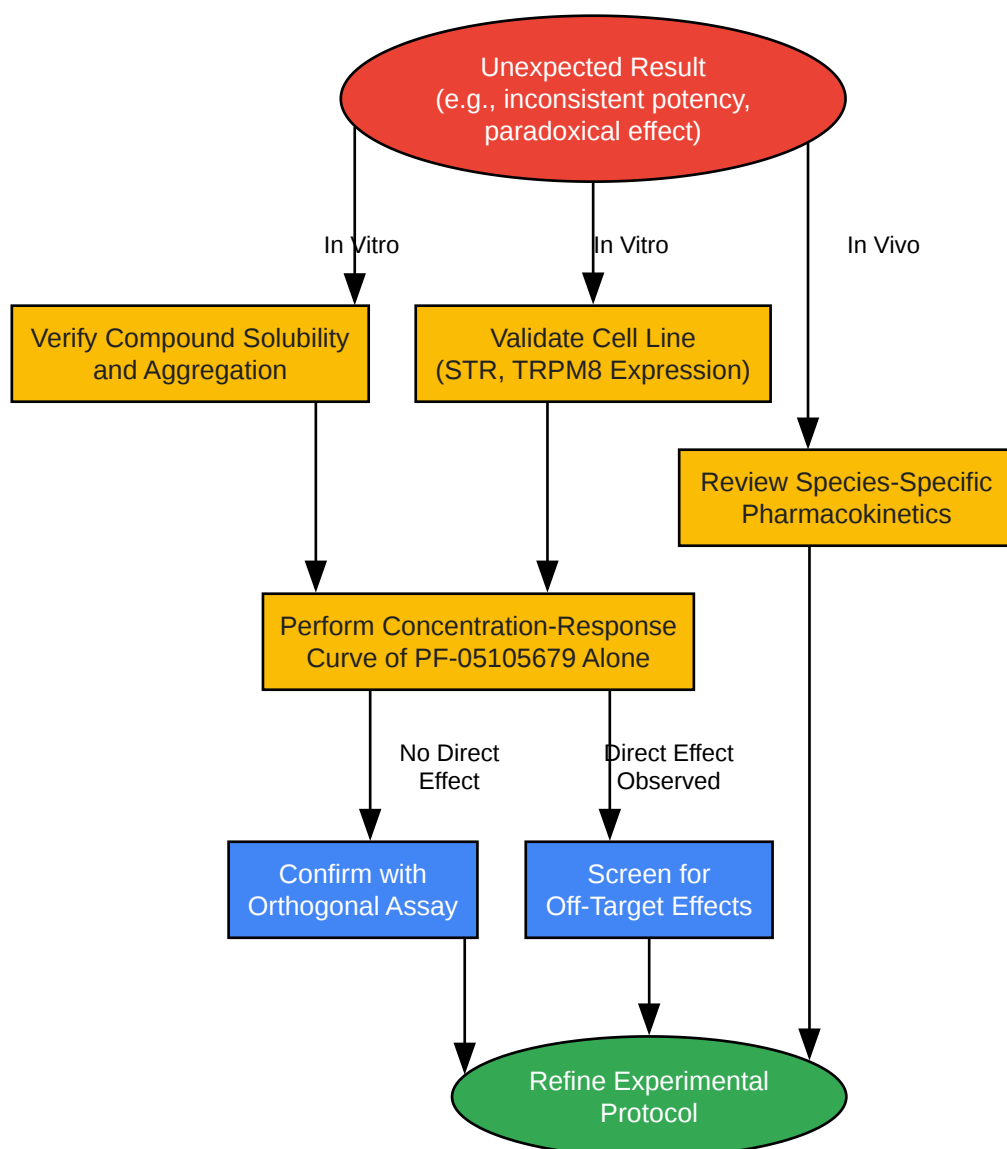 Unexpected Result
(e.g., inconsistent potency,
paradoxical effect)
In Vitro
In Vitro
In Vivo
Verify Compound Solubility
and Aggregation
Validate Cell Line
(STR, TRPM8 Expression)
Review Species-Specific
Pharmacokinetics
Perform Concentration-Response
Curve of PF-05105679 Alone
No Direct
Effect
Direct Effect
Observed
Confirm with
Orthogonal Assay
Screen for
Off-Target Effects
Refine Experimental
Protocol